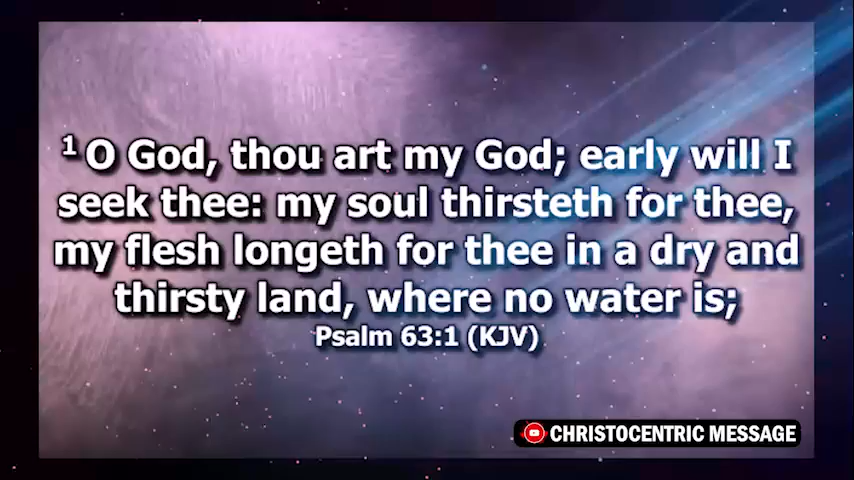 1 O God, thou art my God; early will I
seek thee: my soul thirsteth for thee,
my flesh longeth for thee in a dry and
thirsty land, where no water is;
Psalm 63:1 (KJV)
CHRISTOCENTRIC MESSAGE